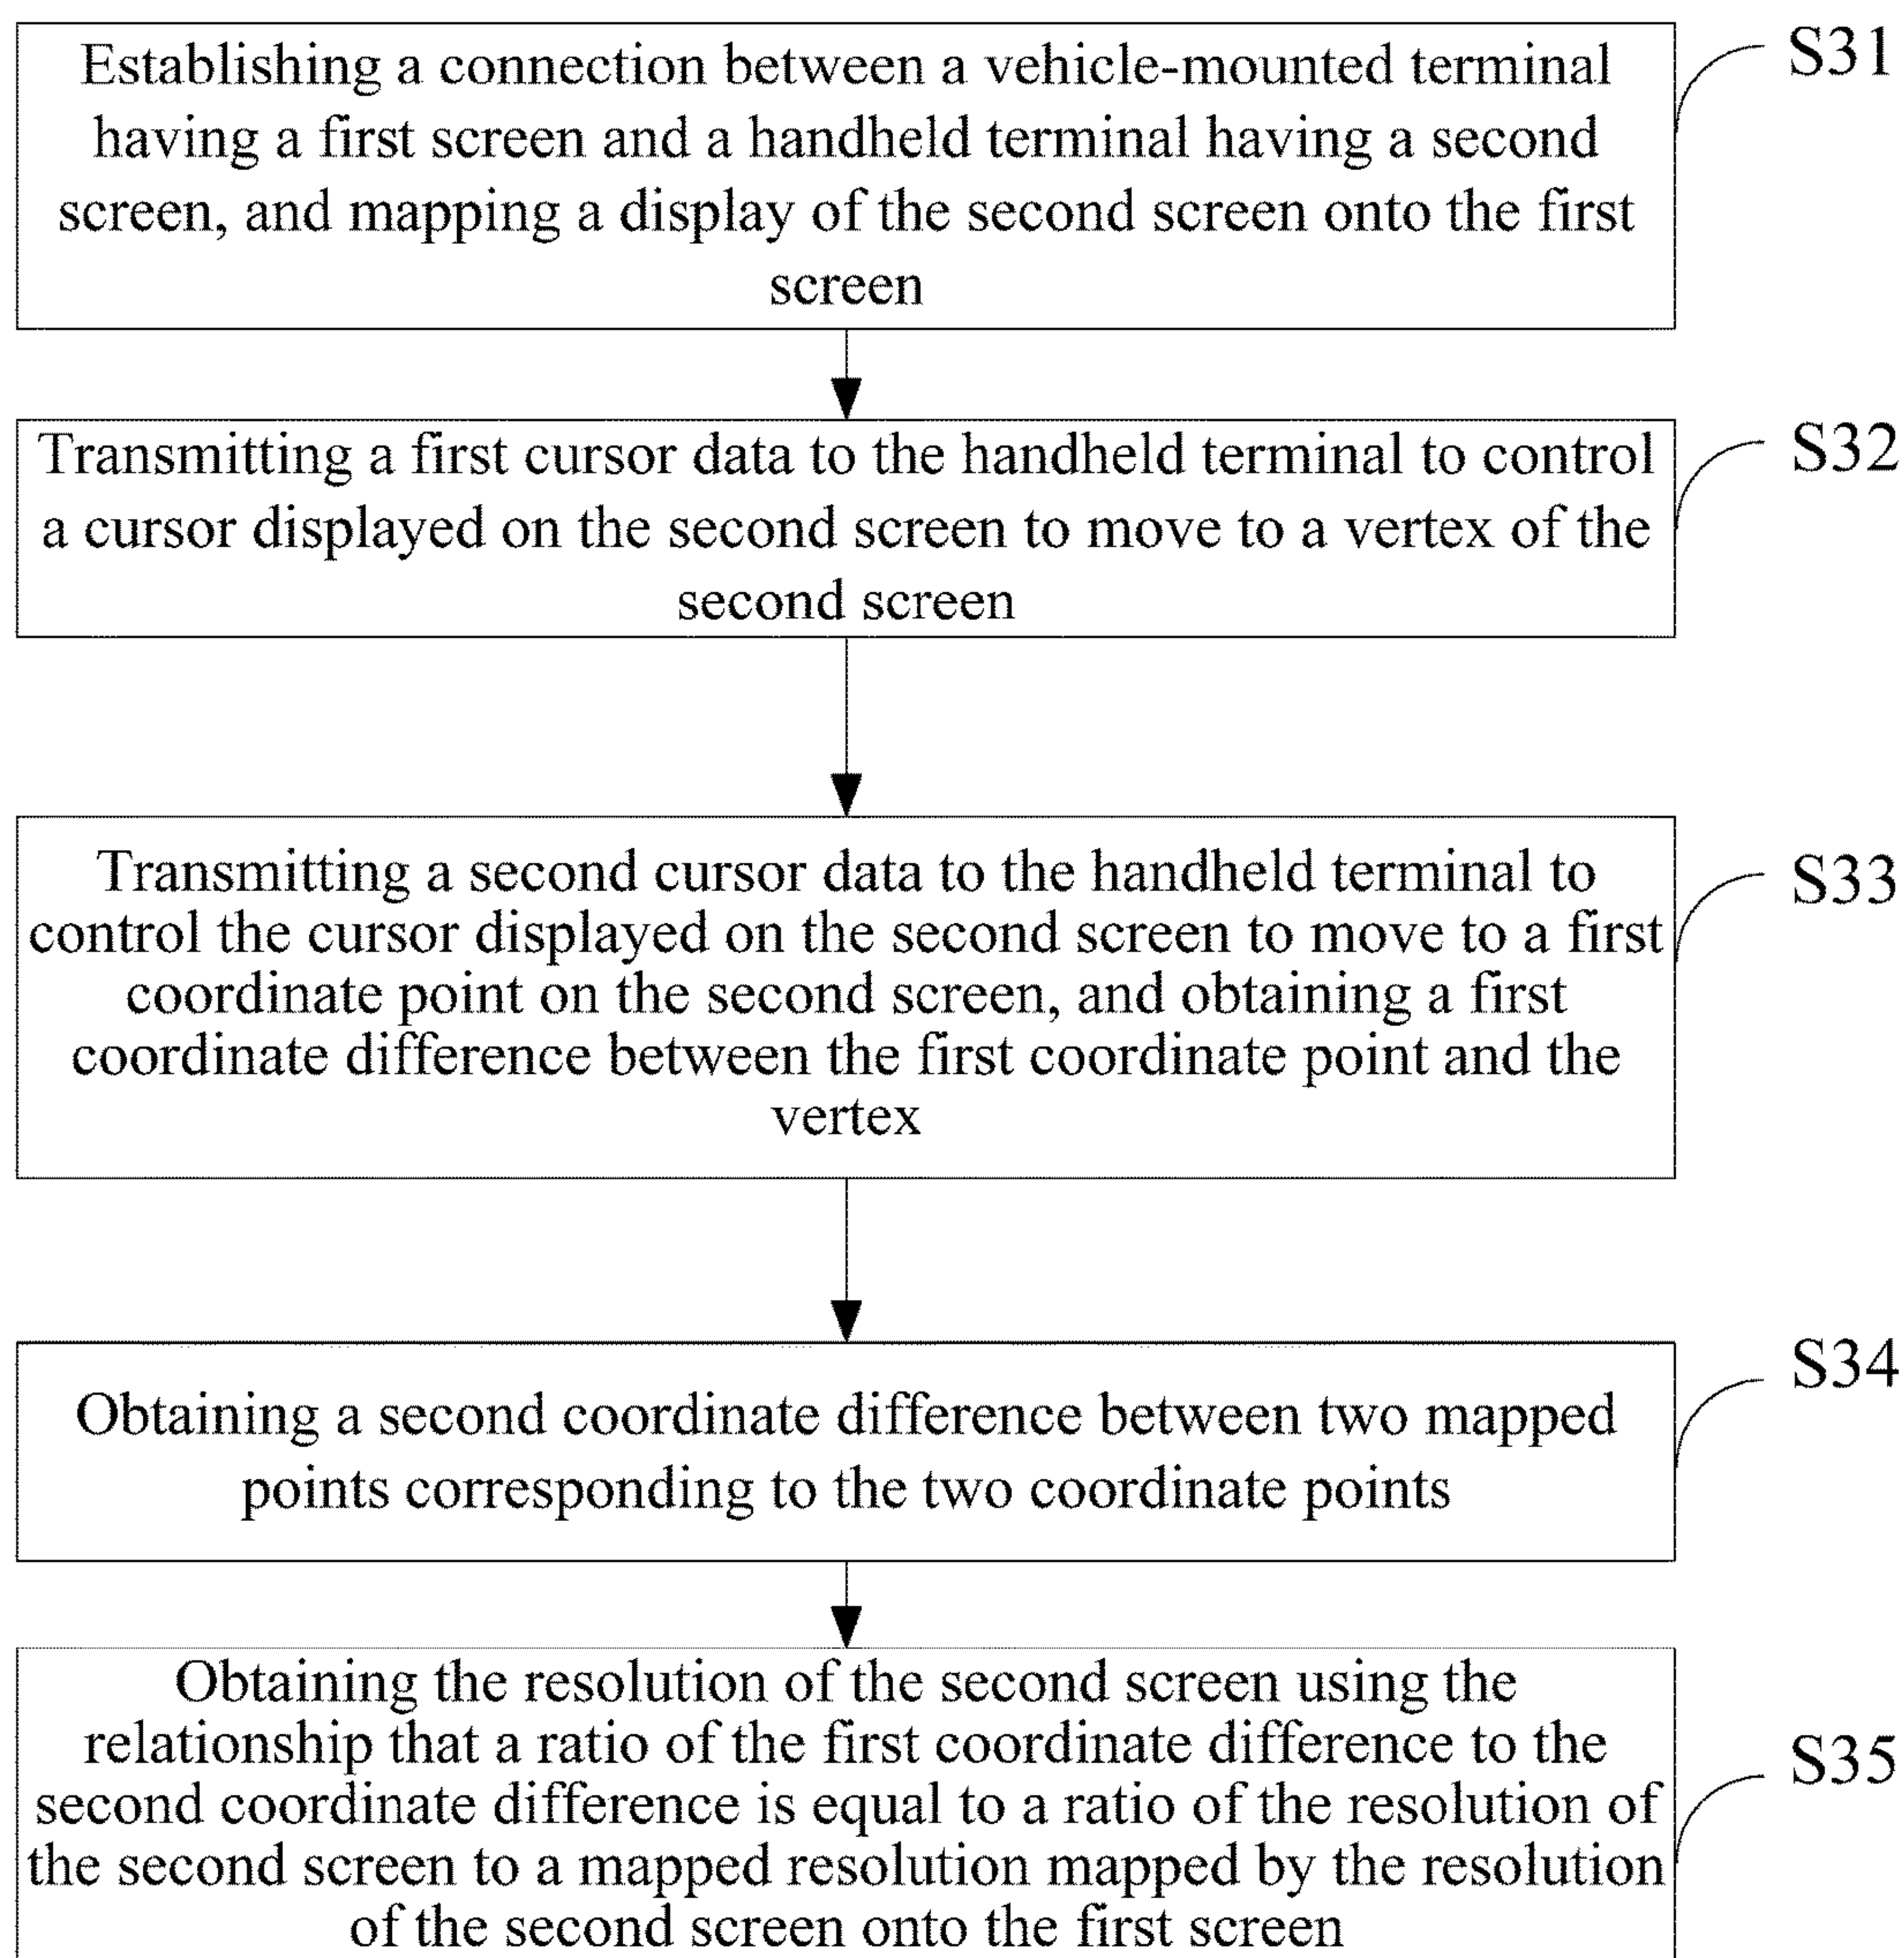 Establishing a connection between a vehicle-mounted terminal
having a first screen and a handheld terminal having a second
screen, and mapping a display of the second screen onto the first
screen
S31
Transmitting a first cursor data to the handheld terminal to control
a cursor displayed on the second screen to move to a vertex of the
second screen
S32
Transmitting a second cursor data to the handheld terminal to
control the cursor displayed on the second screen to move to a first
coordinate point on the second screen, and obtaining a first
coordinate difference between the first coordinate point and the
vertex
S33
Obtaining a second coordinate difference between two mapped
points corresponding to the two coordinate points
S34
Obtaining the resolution of the second screen using the
relationship that a ratio of the first coordinate difference to the
second coordinate difference is equal to a ratio of the resolution of
the second screen to a mapped resolution mapped by the resolution
of the second screen onto the first screen
S35